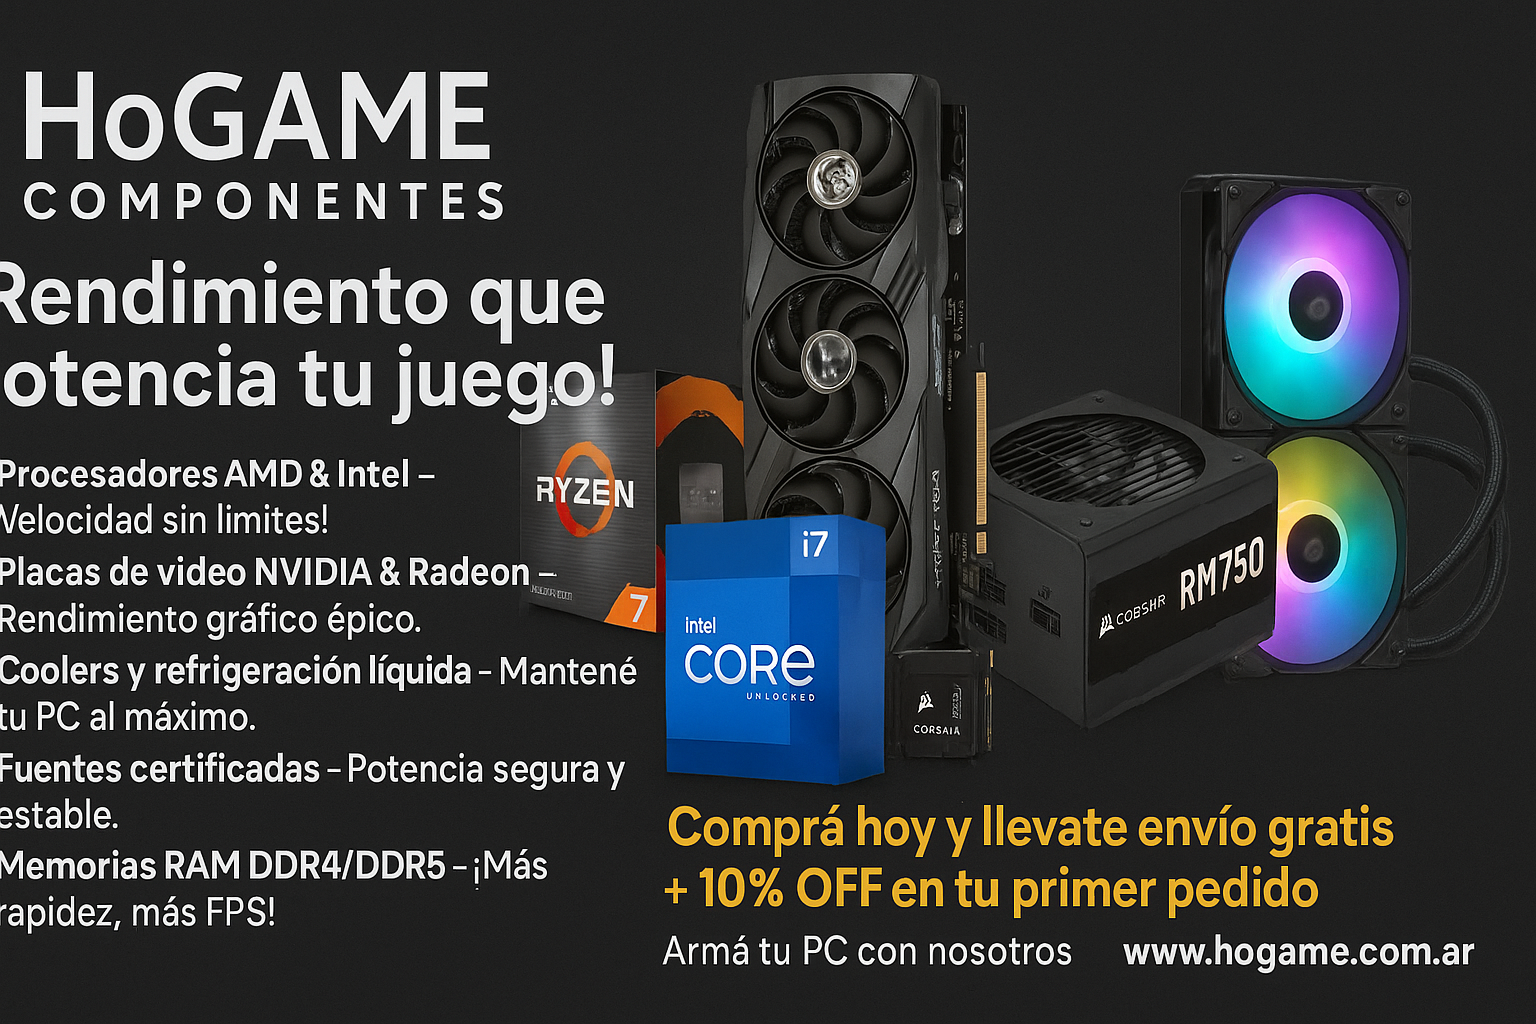 HoGAME
COMPONENTES
Rendimiento que
otencia tu juego!
Procesadores AMD & Intel –
Velocidad sin limites!
Placas de video NVIDIA & Radeon –
Rendimiento gráfico épico.
Coolers y refrigeración líquida – Mantené
tu PC al máximo.
Fuentes certificadas – Potencia segura y
estable.
Memorias RAM DDR4/DDR5 – ¡Más
rapidez, más FPS!
RYZEN
7
i7
intel
CORE
UNLOCKED
CORSAIA
COBSHR
RM750
Comprá hoy y llevate envío gratis
+ 10% OFF en tu primer pedido
Armá tu PC con nosotros
www.hogame.com.ar